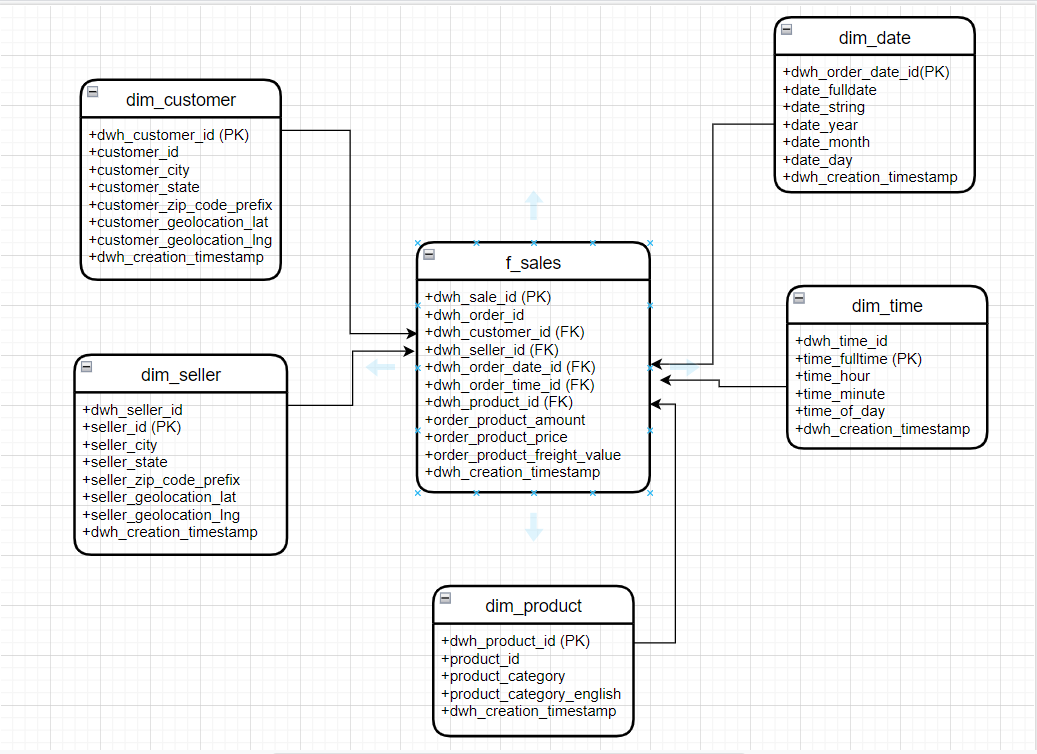 dim_customer
+dwh_customer_id (PK)
+customer_id
+customer_city
+customer_state
+customer_zip_code_prefix
+customer_geolocation_lat
+customer_geolocation_lng
+dwh_creation_timestamp
dim_date
+dwh_order_date_id(PK)
+date_fulldate
+date_string
+date_year
+date_month
+date_day
+dwh_creation_timestamp
f_sales
+dwh_sale_id (PK)
+dwh_order_id
+dwh_customer_id (FK)
+dwh_seller_id (FK)
+dwh_order_date_id (FK)
+dwh_order_time_id (FK)
+dwh_product_id (FK)
+order_product_amount
+order_product_price
+order_product_freight_value
+dwh_creation_timestamp
dim_time
+dwh_time_id
+time_fulltime (PK)
+time_hour
+time_minute
+time_of_day
+dwh_creation_timestamp
dim_seller
+dwh_seller_id
+seller_id (PK)
+seller_city
+seller_state
+seller_zip_code_prefix
+seller_geolocation_lat
+seller_geolocation_lng
+dwh_creation_timestamp
dim_product
+dwh_product_id (PK)
+product_id
+product_category
+product_category_english
+dwh_creation_timestamp